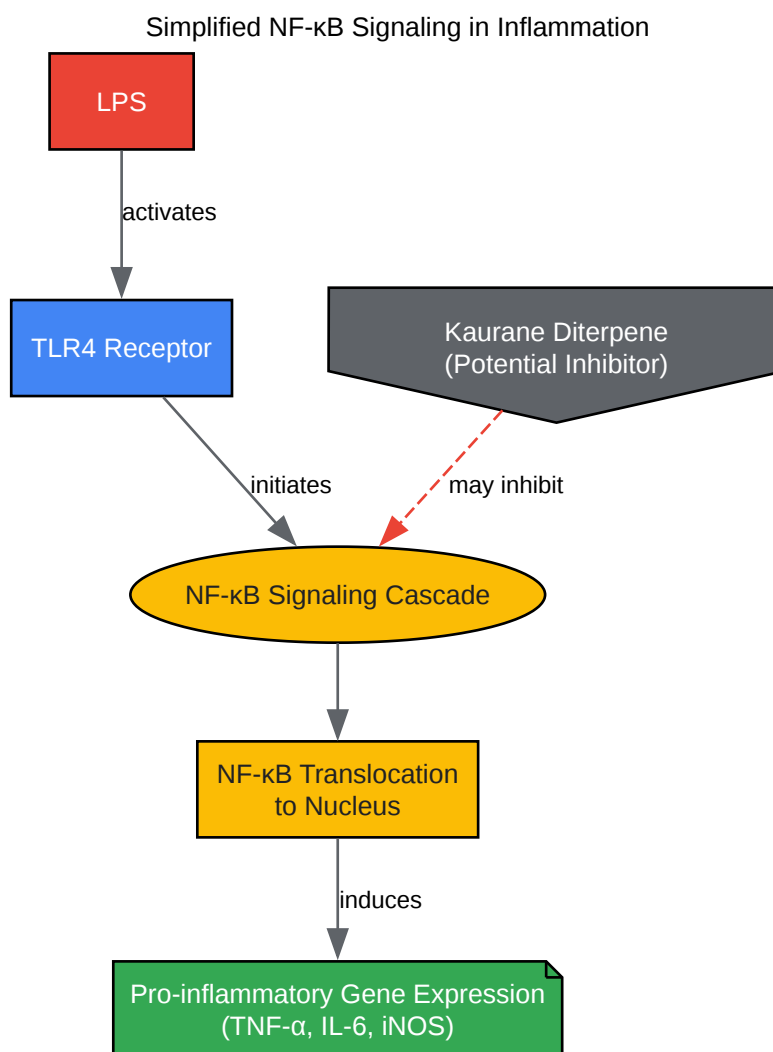 Simplified NF-κB Signaling in Inflammation
LPS
activates
TLR4 Receptor
Kaurane Diterpene
(Potential Inhibitor)
initiates
may inhibit
NF-κB Signaling Cascade
NF-κB Translocation
to Nucleus
induces
Pro-inflammatory Gene Expression
(TNF-α, IL-6, iNOS)